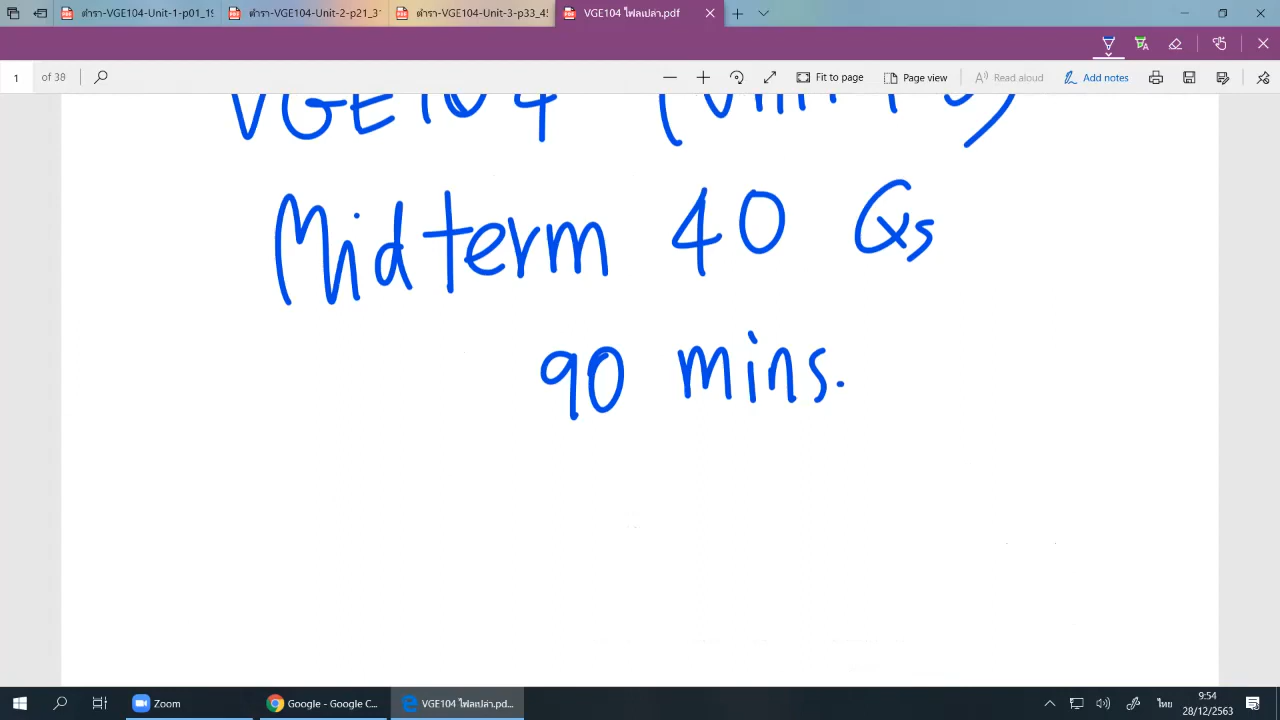 ตำรา-VGE104-Unit-1-p01_1
ตำรา-VGE104-Unit-2-p21_3
ตำรา-VGE104-Unit-3-p33_4
VGE104 ไฟลเปล่า.pdf
1 of 38
Fit to page
Page view
Read aloud
Add notes
VGE104
Midterm 40 Qs
90 mins.
Zoom
Google - Google C...
VGE104 ไฟลเปล่า.pd...
ไทย
9:54
28/12/2563